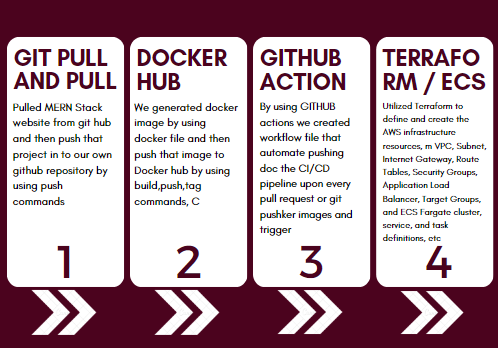 GIT PULL
AND PULL
Pulled MERN Stack
website from git hub
and then push that
project in to our own
github repository by
using push
commands
1
DOCKER
HUB
We generated docker
image by using
docker file and then
push that image to
Docker hub by using
build,push,tag
commands, C
2
GITHUB
ACTION
By using GITHUB
actions we created
workflow file that
automate pushing
doc the CI/CD
pipeline upon every
pull request or git
pushker images and
trigger
3
TERRAFO
RM / ECS
Utilized Terraform to
define and create the
AWS infrastructure
resources, m VPC, Subnet,
Internet Gateway, Route
Tables, Security Groups,
Application Load
Balancer, Target Groups,
and ECS Fargate cluster,
service, and task
definitions, etc
4